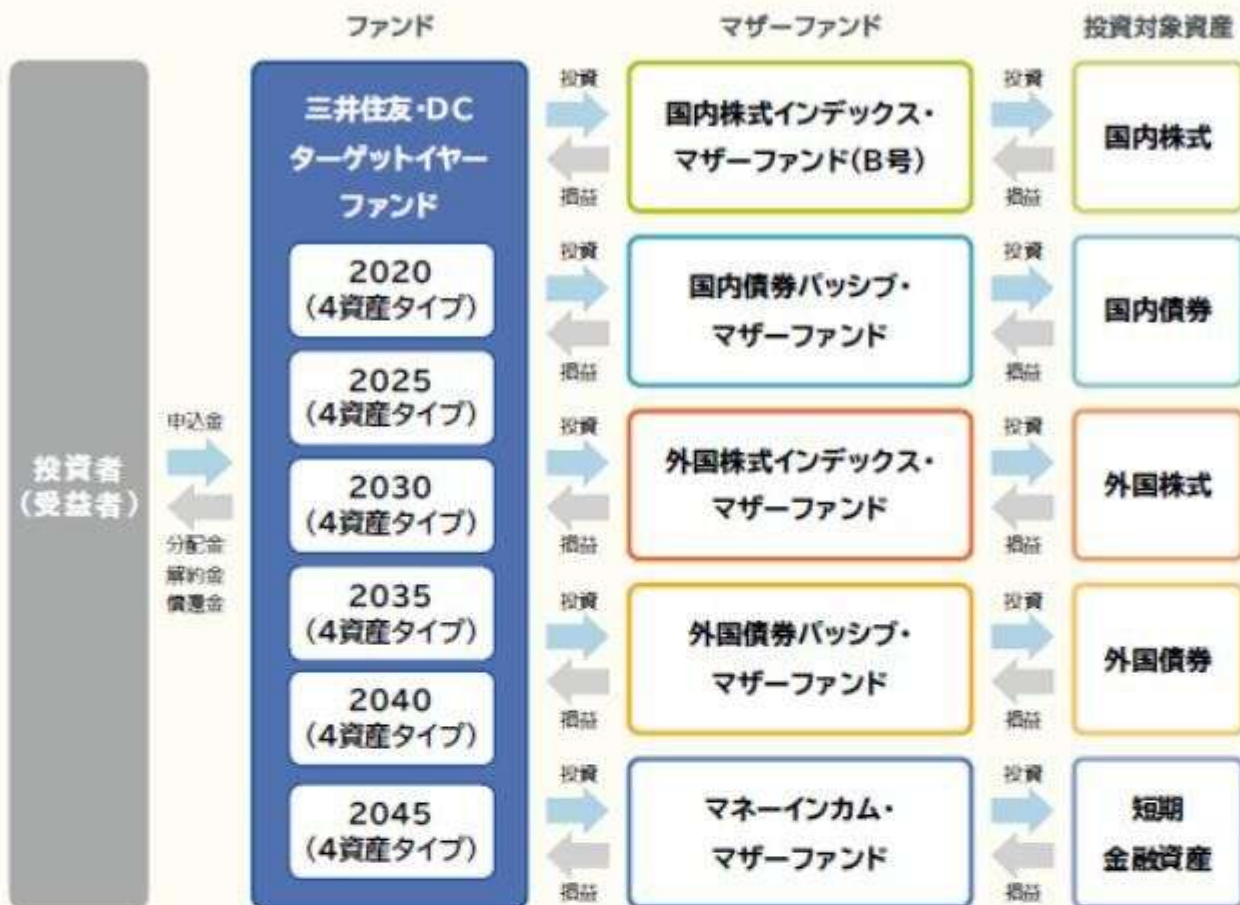 ファンド
マザーファンド
投資対象資産
投資者
(受益者)
申込金
分配金
解約金
償還金
三井住友・DC
ターゲットイヤー
ファンド
2020
(4資産タイプ)
2025
(4資産タイプ)
2030
(4資産タイプ)
2035
(4資産タイプ)
2040
(4資産タイプ)
2045
(4資産タイプ)
投資
損益
国内株式インデックス・
マザーファンド(B号)
投資
損益
国内株式
投資
損益
国内債券パッシブ・
マザーファンド
投資
損益
国内債券
投資
損益
外国株式インデックス・
マザーファンド
投資
損益
外国株式
投資
損益
外国債券パッシブ・
マザーファンド
投資
損益
外国債券
投資
損益
マネーインカム・
マザーファンド
投資
損益
短期
金融資産